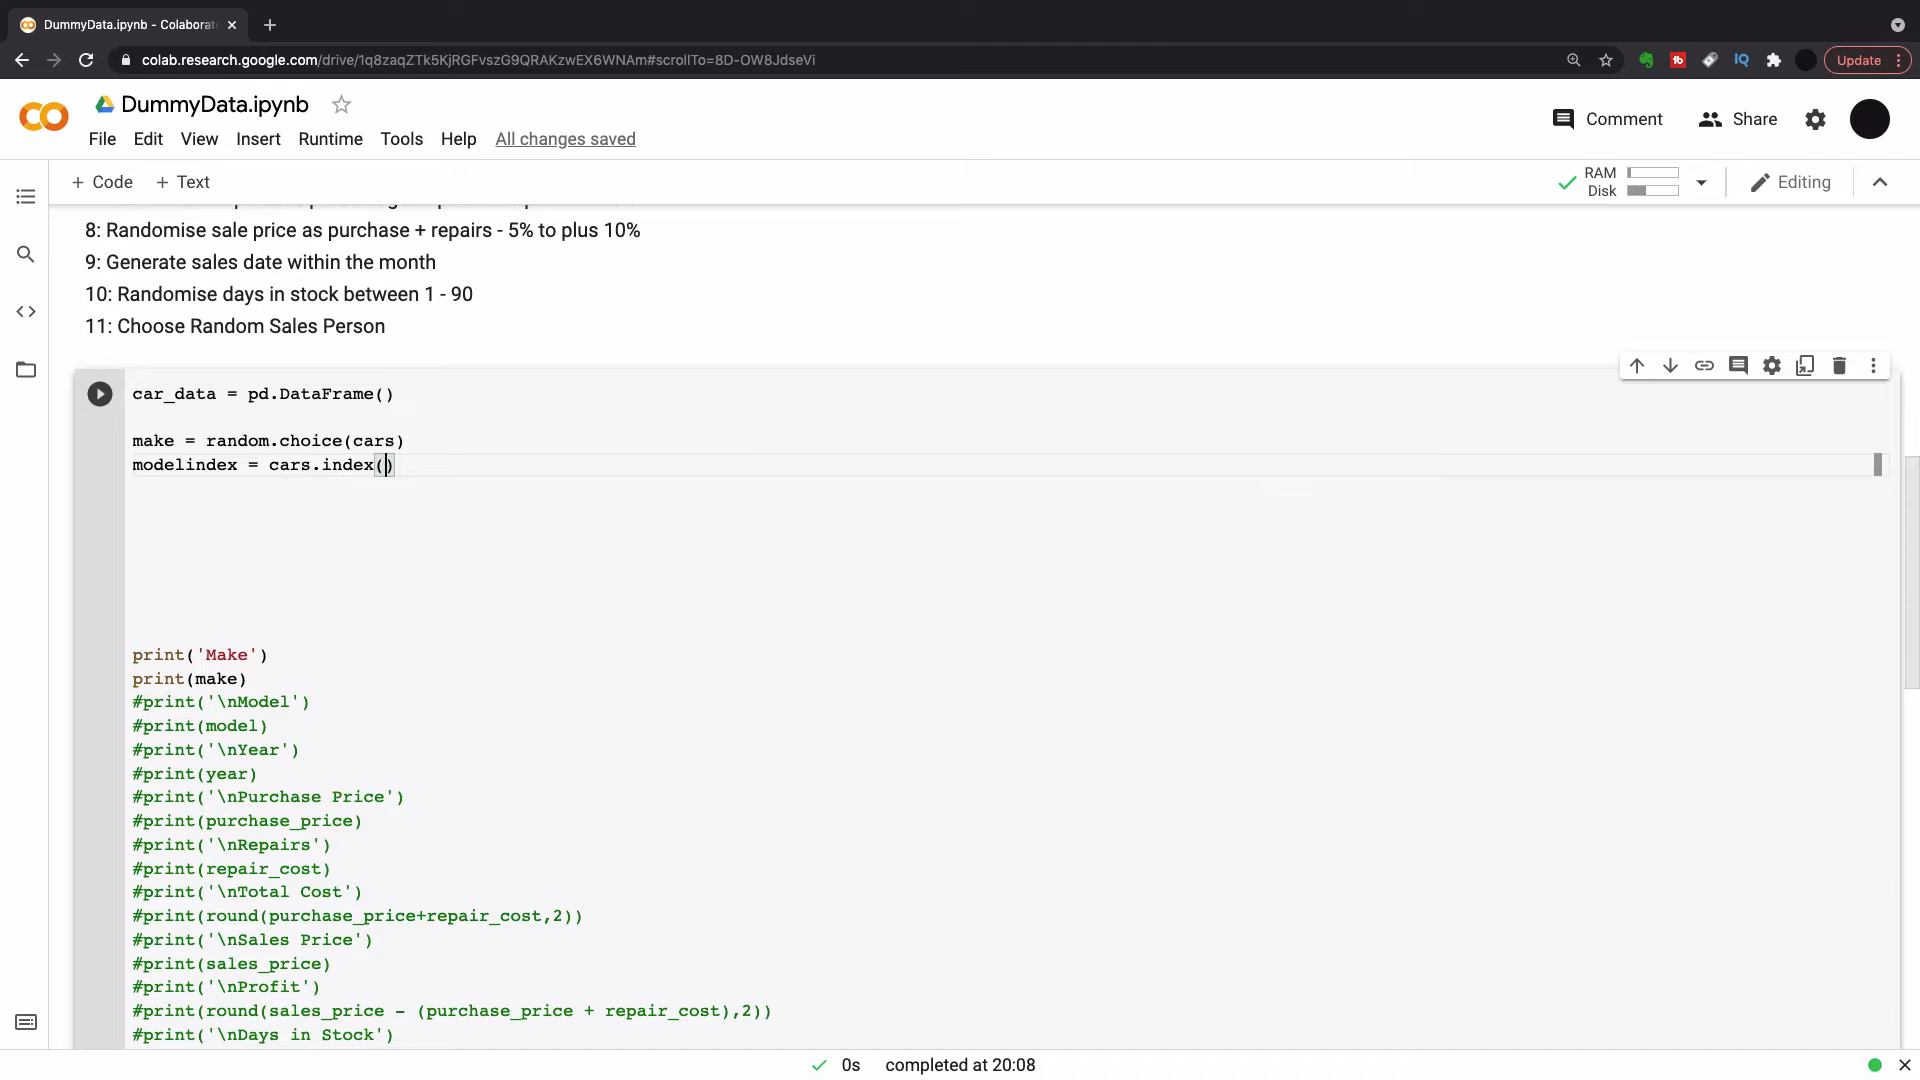 DummyData.ipynb - Colaborat
colab.research.google.com/drive/1q8zaqZTk5KjRGFvszG9QRAKzwEX6WNAm#scrollTo=8D-OW8JdseVi
Update
DummyData.ipynb
File Edit View Insert Runtime Tools Help All changes saved
Comment Share
+ Code + Text
RAM
Disk
Editing
8: Randomise sale price as purchase + repairs - 5% to plus 10%
9: Generate sales date within the month
10: Randomise days in stock between 1 - 90
11: Choose Random Sales Person
car_data = pd.DataFrame()
make = random.choice(cars)
modelindex = cars.index()
print('Make')
print(make)
#print('\nModel')
#print(model)
#print('\nYear')
#print(year)
#print('\nPurchase Price')
#print(purchase_price)
#print('\nRepairs')
#print(repair_cost)
#print('\nTotal Cost')
#print(round(purchase_price+repair_cost,2))
#print('\nSales Price')
#print(sales_price)
#print('\nProfit')
#print(round(sales_price - (purchase_price + repair_cost),2))
#print('\nDays in Stock')
0s completed at 20:08